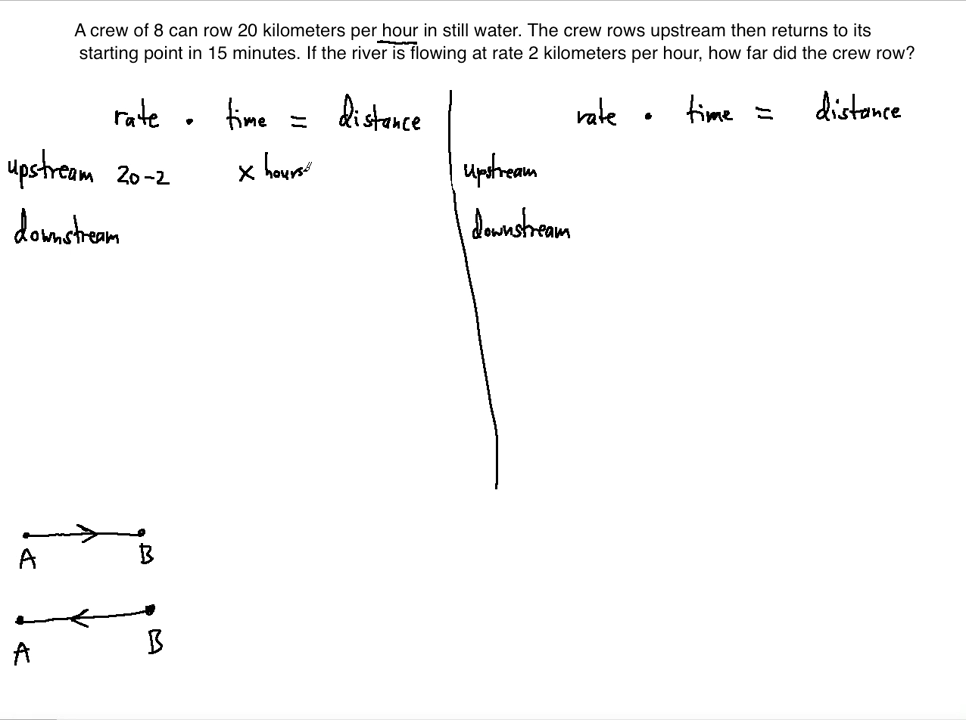 A crew of 8 can row 20 kilometers per hour in still water. The crew rows upstream then returns to its
starting point in 15 minutes. If the river is flowing at rate 2 kilometers per hour, how far did the crew row?
rate · time = distance
upstream 20-2 x hours
downstream
rate · time = distance
upstream
downstream
A B
A B